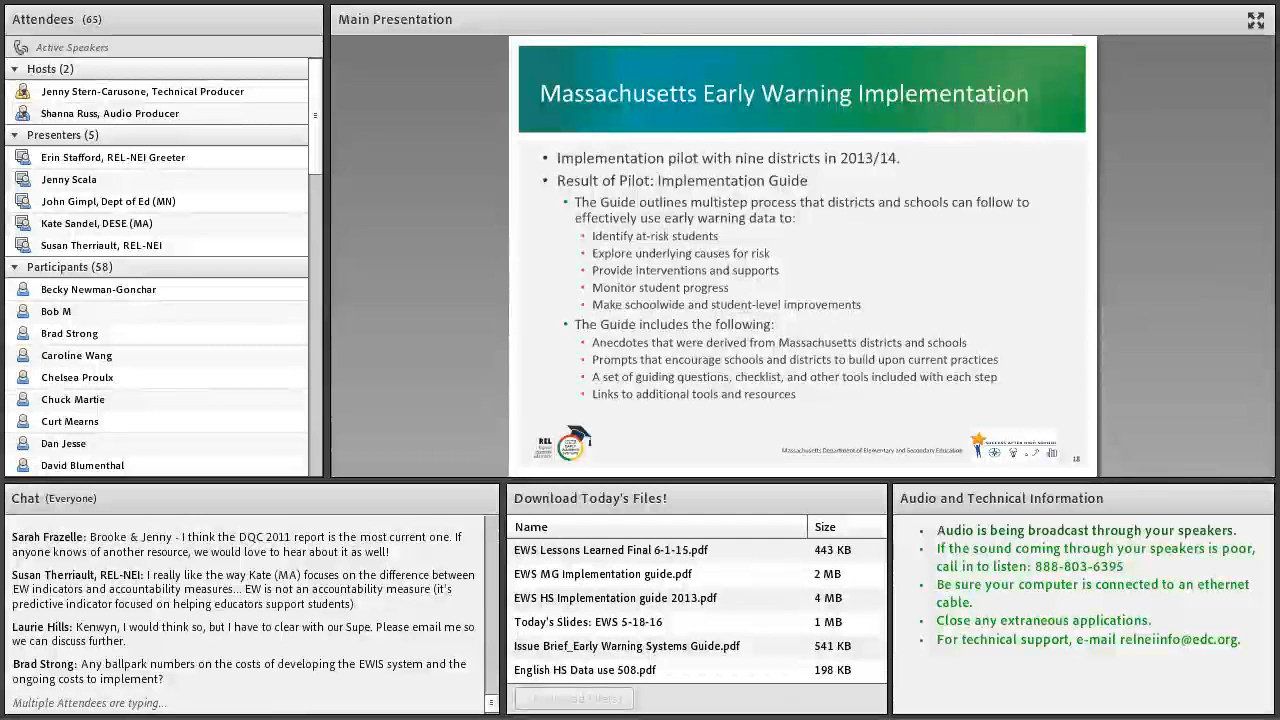 Attendees (65)
Active Speakers
Hosts (2)
Jenny Stern-Carusone, Technical Producer
Shanna Russ, Audio Producer
Presenters (5)
Erin Stafford, REL-NEI Greeter
Jenny Scala
John Gimpl, Dept of Ed (MN)
Kate Sandel, DESE (MA)
Susan Therriault, REL-NEI
Participants (58)
Becky Newman-Gonchar
Bob M
Brad Strong
Caroline Wang
Chelsea Proulx
Chuck Martie
Curt Mearns
Dan Jesse
David Blumenthal
Main Presentation
Massachusetts Early Warning Implementation
• Implementation pilot with nine districts in 2013/14.
• Result of Pilot: Implementation Guide
• The Guide outlines multistep process that districts and schools can follow to
effectively use early warning data to:
• Identify at-risk students
• Explore underlying causes for risk
• Provide interventions and supports
• Monitor student progress
• Make schoolwide and student-level improvements
• The Guide includes the following:
• Anecdotes that were derived from Massachusetts districts and schools
• Prompts that encourage schools and districts to build upon current practices
• A set of guiding questions, checklist, and other tools included with each step
• Links to additional tools and resources
REL
Massachusetts Department of Elementary and Secondary Education
SUCCESS AFTER HIGH SCHOOL
18
Chat (Everyone)
Sarah Frazelle: Brooke & Jenny - I think the DQC 2011 report is the most current one. If
anyone knows of another resource, we would love to hear about it as well!
Susan Therriault, REL-NEI: I really like the way Kate (MA) focuses on the difference between
EW indicators and accountability measures... EW is not an accountability measure (it's
predictive indicator focused on helping educators support students)
Laurie Hills: Kenwyn, I would think so, but I have to clear with our Supe. Please email me so
we can discuss further.
Brad Strong: Any ballpark numbers on the costs of developing the EWIS system and the
ongoing costs to implement?
Multiple Attendees are typing...
Download Today's Files!
Name Size
EWS Lessons Learned Final 6-1-15.pdf 443 KB
EWS MG Implementation guide.pdf 2 MB
EWS HS Implementation guide 2013.pdf 4 MB
Today's Slides: EWS 5-18-16 1 MB
Issue Brief_Early Warning Systems Guide.pdf 541 KB
English HS Data use 508.pdf 198 KB
Download File(s)
Audio and Technical Information
• Audio is being broadcast through your speakers.
• If the sound coming through your speakers is poor,
call in to listen: 888-803-6395
• Be sure your computer is connected to an ethernet
cable.
• Close any extraneous applications.
• For technical support, e-mail relneiinfo@edc.org.